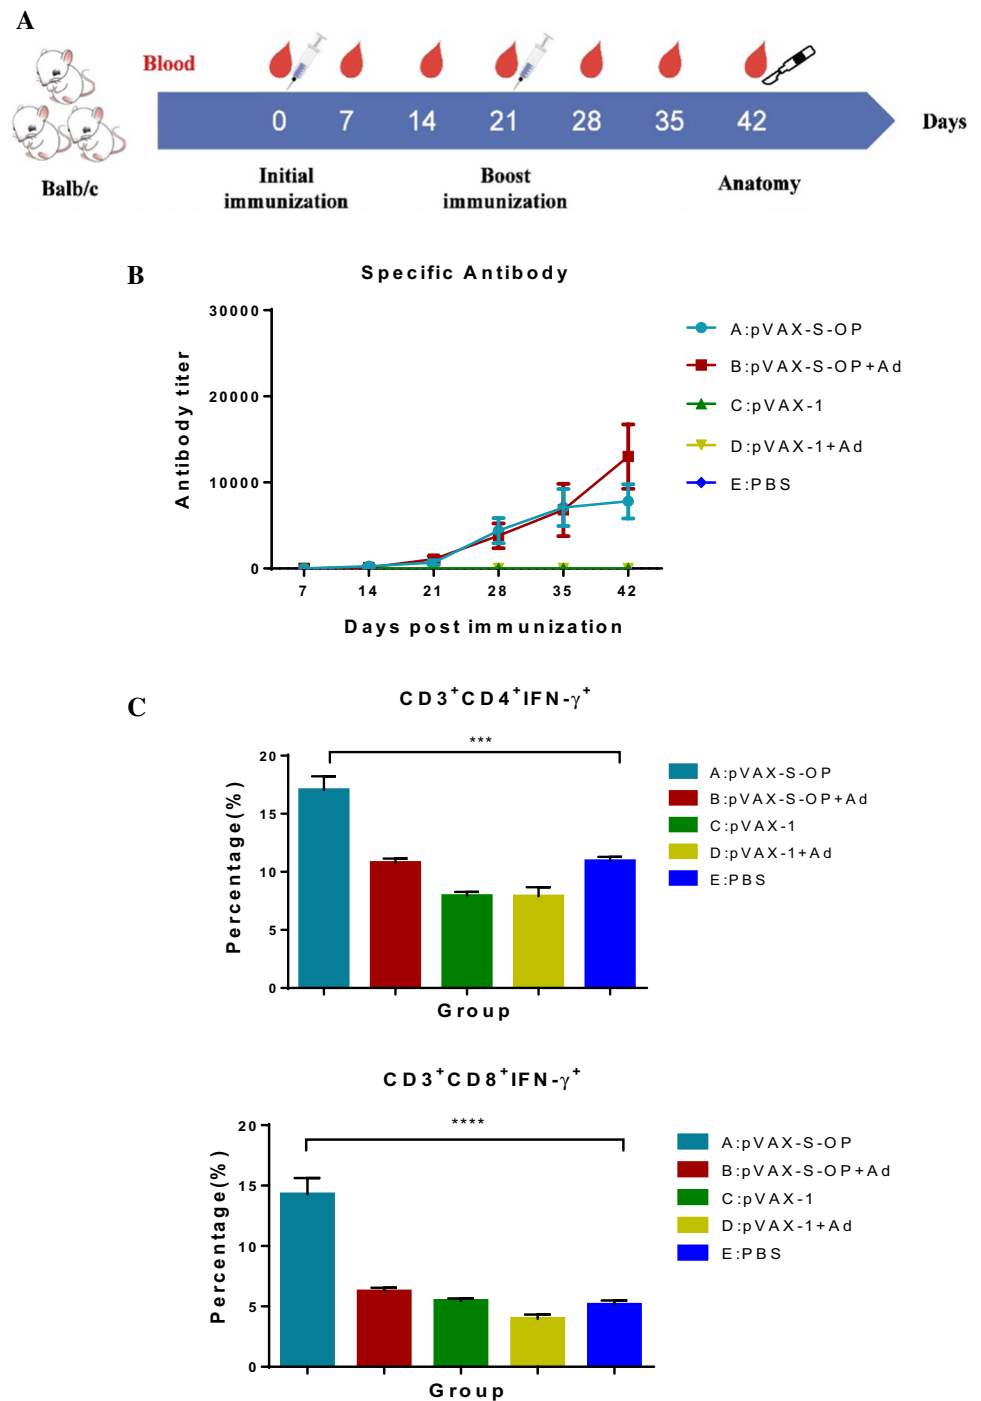 A
Blood
0 7 14 21 28 35 42
Days
Balb/c
Initial
immunization
Boost
immunization
Anatomy
B
Specific Antibody
Antibody titer
30000
20000
10000
0
7 14 21 28 35 42
Days post immunization
A:pVAX-S-OP
B:pVAX-S-OP+Ad
C:pVAX-1
D:pVAX-1+Ad
E:PBS
C
CD3⁺CD4⁺IFN-γ⁺
***
Percentage(%)
20
15
10
5
0
Group
A:pVAX-S-OP
B:pVAX-S-OP+Ad
C:pVAX-1
D:pVAX-1+Ad
E:PBS
CD3⁺CD8⁺IFN-γ⁺
****
Percentage(%)
20
15
10
5
0
Group
A:pVAX-S-OP
B:pVAX-S-OP+Ad
C:pVAX-1
D:pVAX-1+Ad
E:PBS